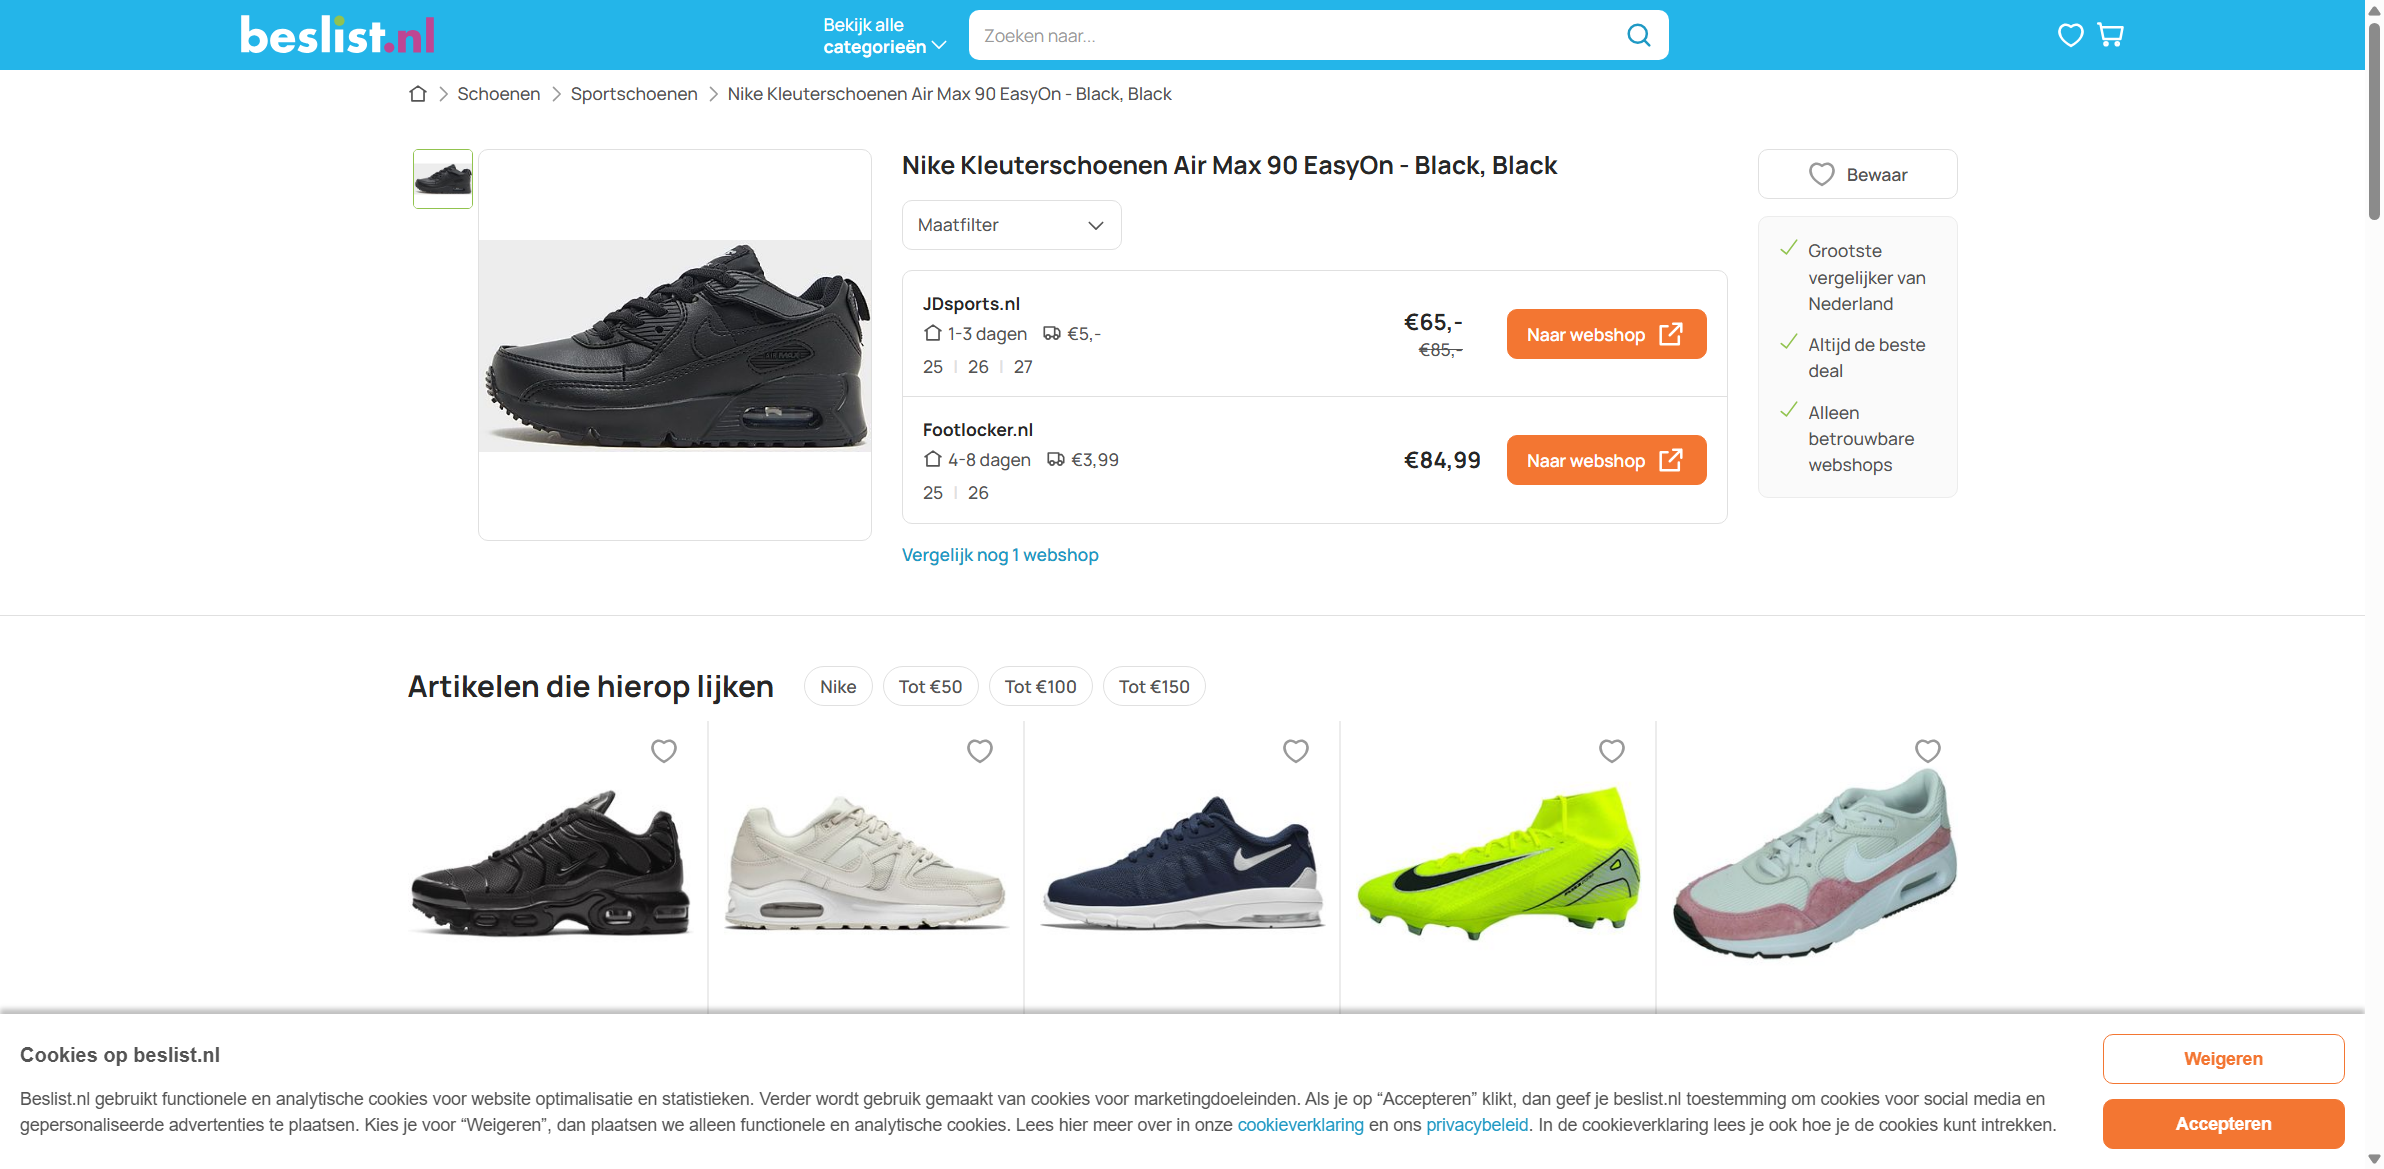 beslist.nl
Bekijk alle
categorieën
Zoeken naar...
Schoenen
Sportschoenen
Nike Kleuterschoenen Air Max 90 EasyOn - Black, Black
Nike Kleuterschoenen Air Max 90 EasyOn - Black, Black
Maatfilter
JDsports.nl
1-3 dagen €5,-
25 | 26 | 27
€65,-
€85,-
Naar webshop
Footlocker.nl
4-8 dagen €3,99
25 | 26
€84,99
Naar webshop
Vergelijk nog 1 webshop
Bewaar
Grootste
vergelijker van
Nederland
Altijd de beste
deal
Alleen
betrouwbare
webshops
Artikelen die hierop lijken
Nike
Tot €50
Tot €100
Tot €150
Cookies op beslist.nl
Beslist.nl gebruikt functionele en analytische cookies voor website optimalisatie en statistieken. Verder wordt gebruik gemaakt van cookies voor marketingdoeleinden. Als je op “Accepteren” klikt, dan geef je beslist.nl toestemming om cookies voor social media en
gepersonaliseerde advertenties te plaatsen. Kies je voor “Weigeren”, dan plaatsen we alleen functionele en analytische cookies. Lees hier meer over in onze cookieverklaring en ons privacybeleid. In de cookieverklaring lees je ook hoe je de cookies kunt intrekken.
Weigeren
Accepteren